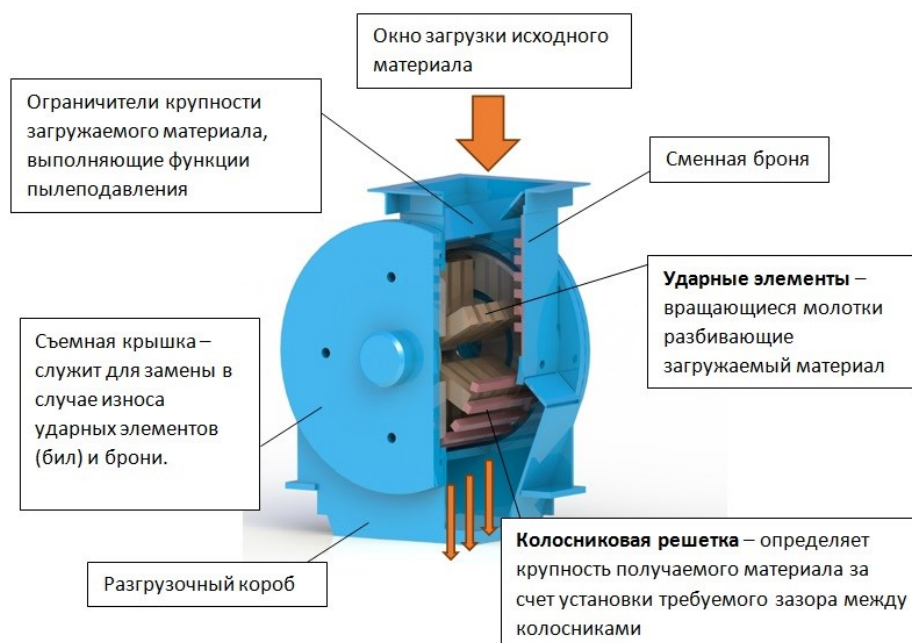 Окно загрузки исходного
материала
Ограничители крупности
загружаемого материала,
выполняющие функции
пылеподавления
Сменная броня
Ударные элементы –
вращающиеся молотки
разбивающие
загружаемый материал
Съемная крышка –
служит для замены в
случае износа
ударных элементов
(бил) и брони.
Колосниковая решетка – определяет
крупность получаемого материала за
счет установки требуемого зазора между
колосниками
Разгрузочный короб